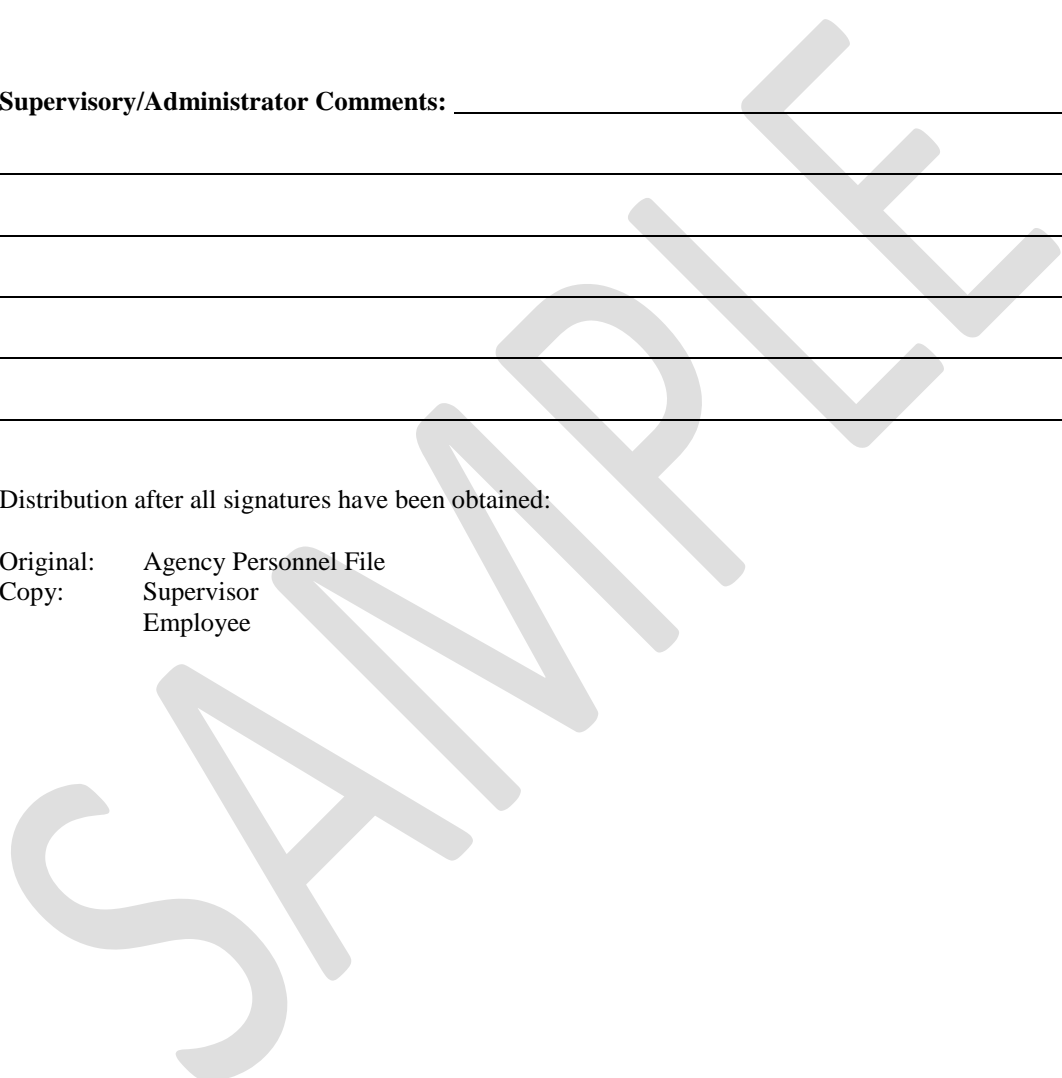 Supervisory/Administrator Comments:
Distribution after all signatures have been obtained:
Original: Agency Personnel File
Copy: Supervisor
Employee
SAMPLE